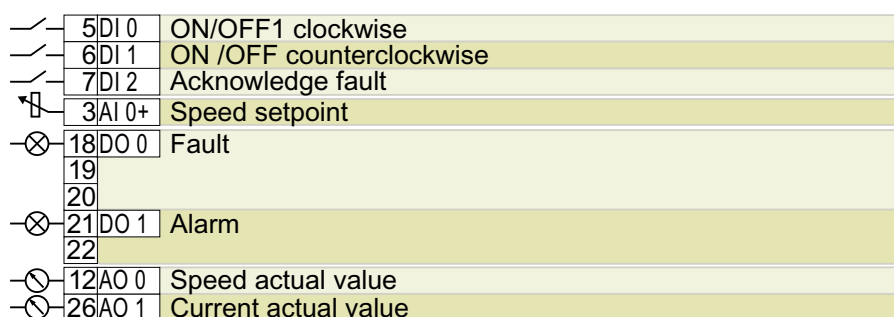 5 DI 0 ON/OFF1 clockwise
6 DI 1 ON /OFF counterclockwise
7 DI 2 Acknowledge fault
3 AI 0+ Speed setpoint
18 DO 0 Fault
19
20
21 DO 1 Alarm
22
12 AO 0 Speed actual value
26 AO 1 Current actual value